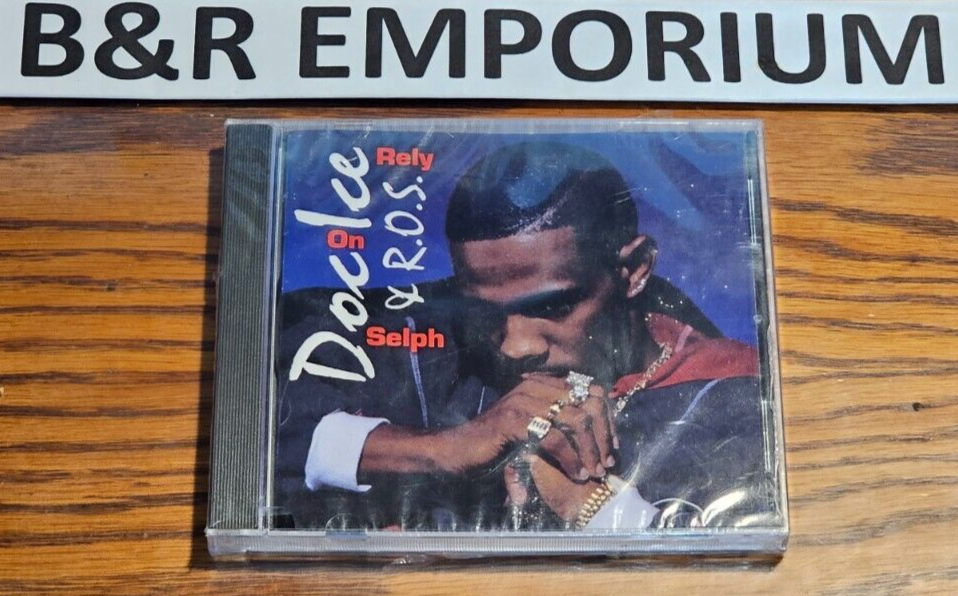 B&R EMPORIUM
Doc Ice
& R.O.S.
Rely
On
Selph